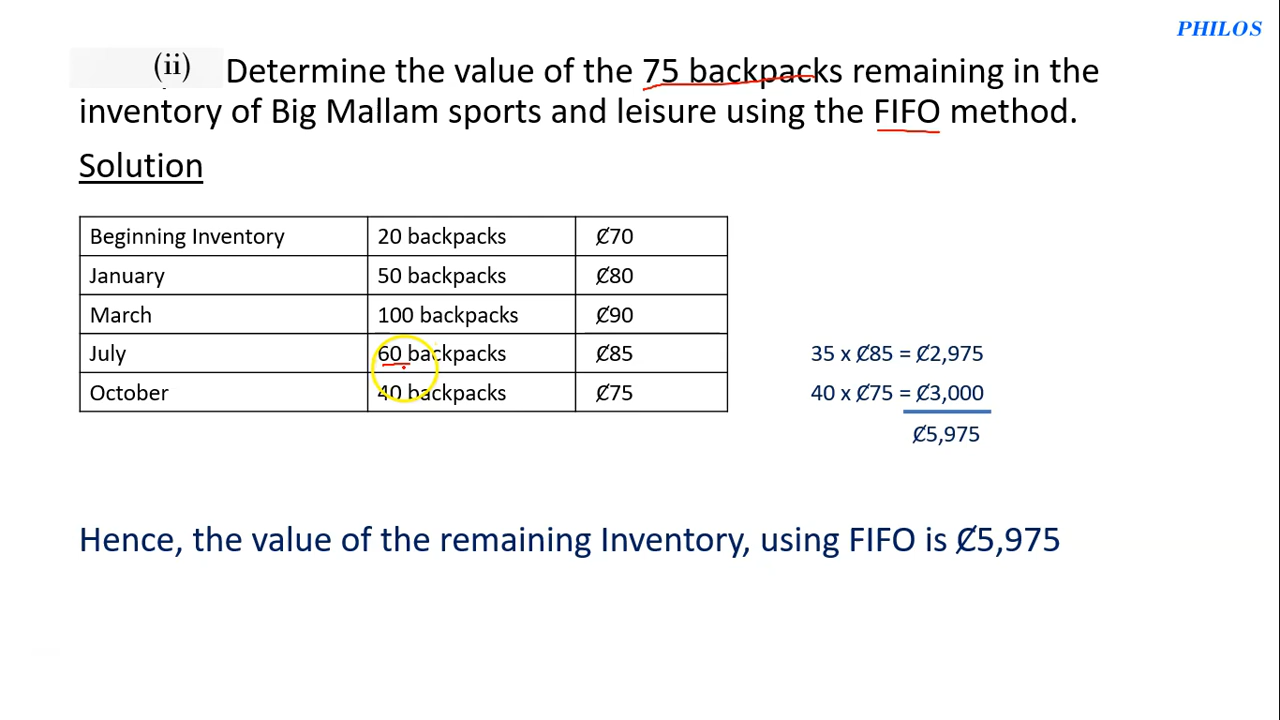 PHILOS
(ii) Determine the value of the 75 backpacks remaining in the
inventory of Big Mallam sports and leisure using the FIFO method.
Solution
Beginning Inventory 20 backpacks ₵70
January 50 backpacks ₵80
March 100 backpacks ₵90
July 60 backpacks ₵85 35 x ₵85 = ₵2,975
October 40 backpacks ₵75 40 x ₵75 = ₵3,000
₵5,975
Hence, the value of the remaining Inventory, using FIFO is ₵5,975